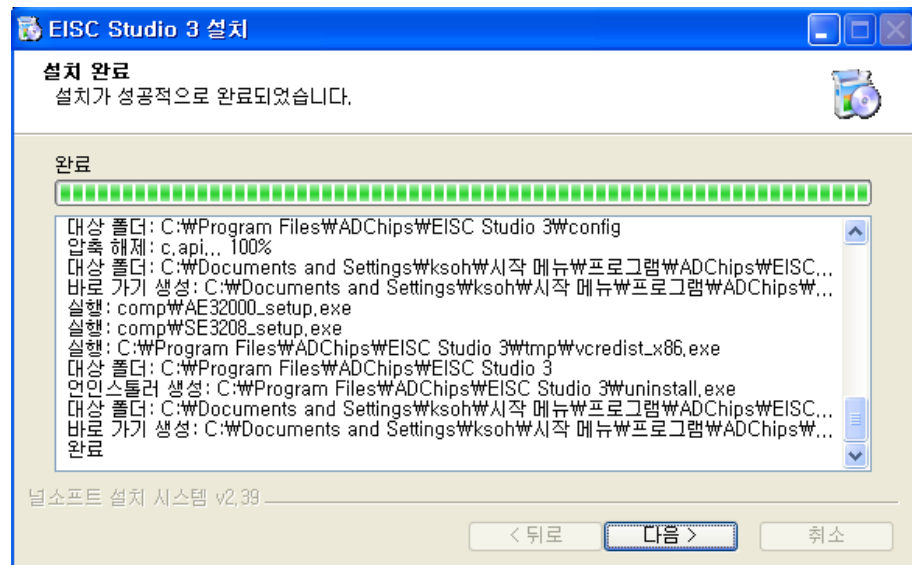 EISC Studio 3 설치
설치 완료
설치가 성공적으로 완료되었습니다.
완료
대상 폴더: C:₩Program Files₩ADChips₩EISC Studio 3₩config
압축 해제: c.api... 100%
대상 폴더: C:₩Documents and Settings₩ksoh₩시작 메뉴₩프로그램₩ADChips₩EISC...
바로 가기 생성: C:₩Documents and Settings₩ksoh₩시작 메뉴₩프로그램₩ADChips₩...
실행: comp₩AE32000_setup.exe
실행: comp₩SE3208_setup.exe
실행: C:₩Program Files₩ADChips₩EISC Studio 3₩tmp₩vcredist_x86.exe
대상 폴더: C:₩Program Files₩ADChips₩EISC Studio 3
언인스톨러 생성: C:₩Program Files₩ADChips₩EISC Studio 3₩uninstall.exe
대상 폴더: C:₩Documents and Settings₩ksoh₩시작 메뉴₩프로그램₩ADChips₩EISC...
바로 가기 생성: C:₩Documents and Settings₩ksoh₩시작 메뉴₩프로그램₩ADChips₩...
완료
널소프트 설치 시스템 v2.39
< 뒤로 다음 > 취소